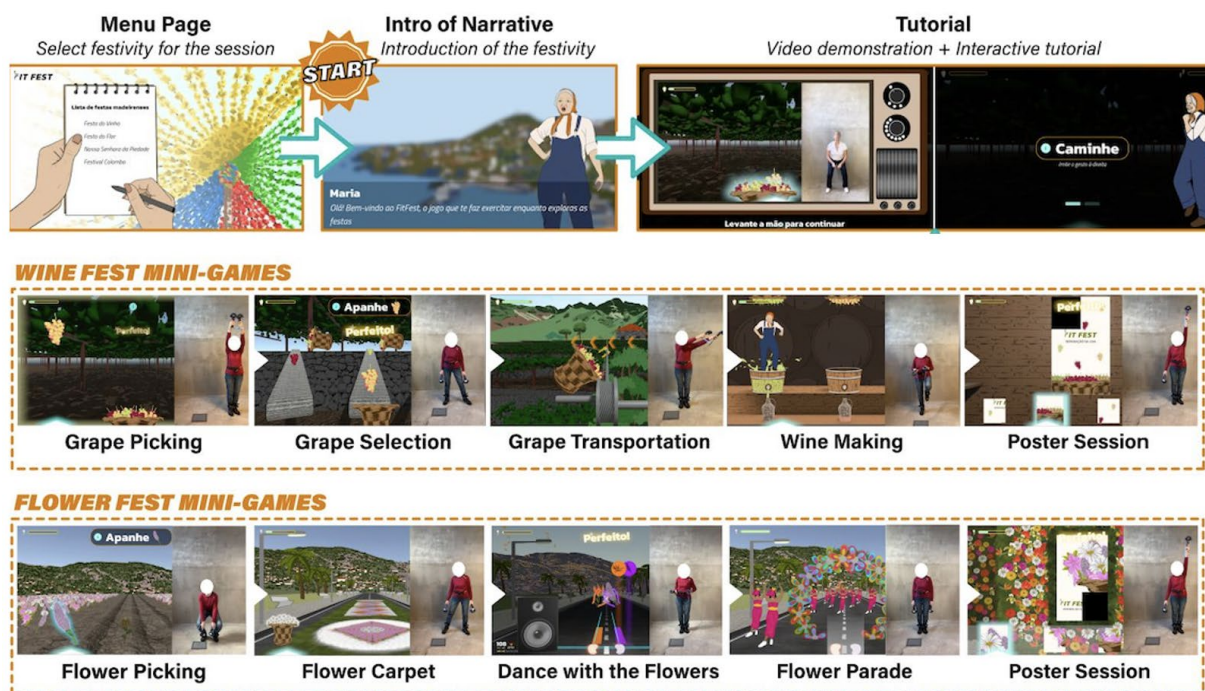 Menu Page
Select festivity for the session
START
Intro of Narrative
Introduction of the festivity
Tutorial
Video demonstration + Interactive tutorial
FIT FEST
Lista de festas madeirenses
Festa do Vinho
Festa da Flor
Nossa Senhora da Piedade
Festival Colombo
Maria
Olá! Bem-vindo ao FitFest, o jogo que te faz exercitar enquanto exploras as
festas
Levante a mão para continuar
Caminhe
WINE FEST MINI-GAMES
Perfeito!
Apanhe
Perfeito!
Perf
FIT FEST
Grape Picking
Grape Selection
Grape Transportation
Wine Making
Poster Session
FLOWER FEST MINI-GAMES
Apanhe
Perfeito!
FIT FEST
Flower Picking
Flower Carpet
Dance with the Flowers
Flower Parade
Poster Session